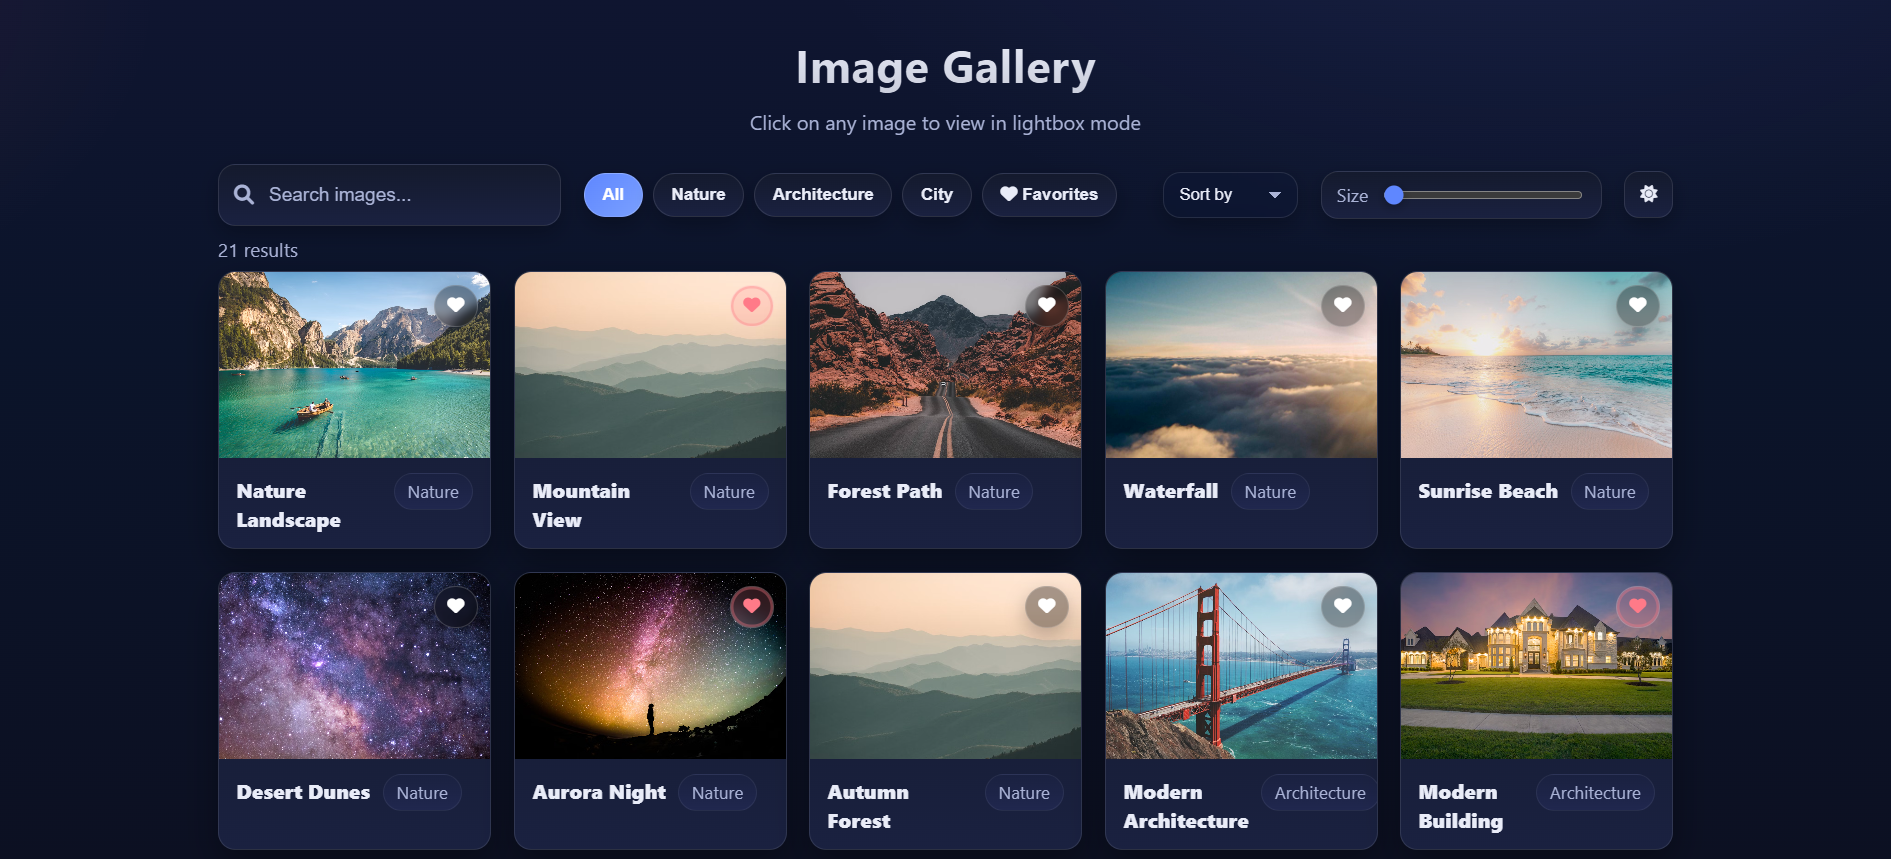 Image Gallery
Click on any image to view in lightbox mode
Search images...
All
Nature
Architecture
City
Favorites
Sort by
Size
21 results
Nature
Landscape
Nature
Mountain
View
Nature
Forest Path
Nature
Waterfall
Nature
Sunrise Beach
Nature
Desert Dunes
Nature
Aurora Night
Nature
Autumn
Forest
Nature
Modern
Architecture
Architecture
Modern
Building
Architecture